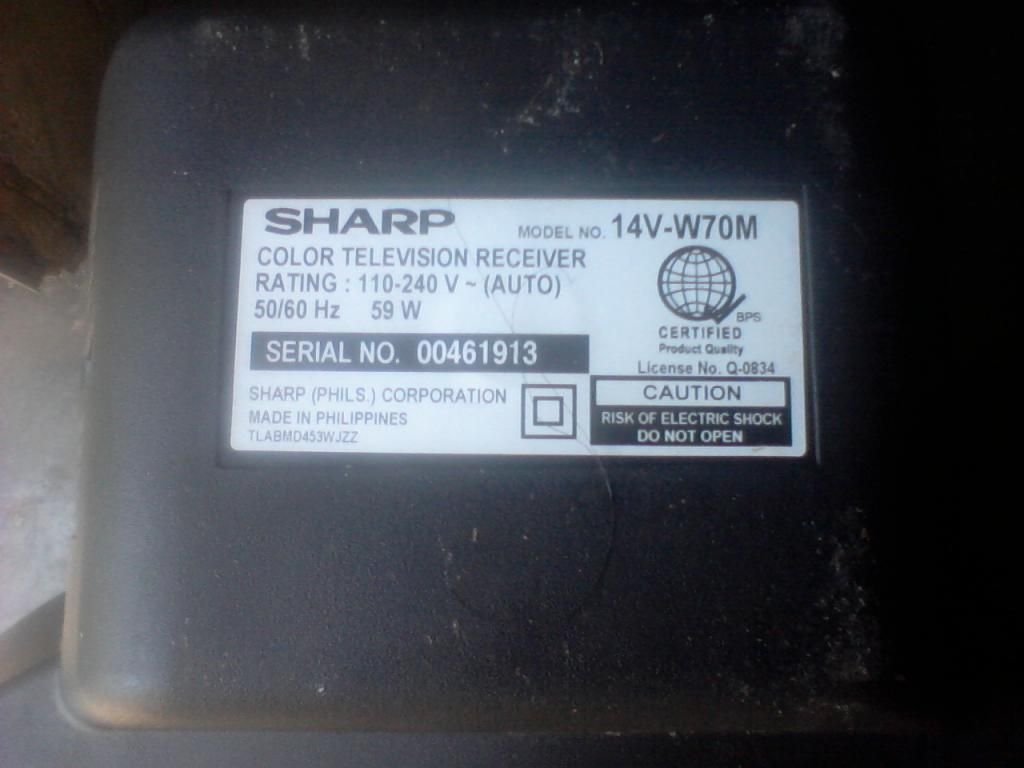 SHARP MODEL NO. 14V-W70M
COLOR TELEVISION RECEIVER
RATING : 110-240 V ~ (AUTO)
50/60 Hz 59 W
BPS
CERTIFIED
Product Quality
License No. Q-0834
SERIAL NO. 00461913
SHARP (PHILS.) CORPORATION
MADE IN PHILIPPINES
TLABMD453WJZZ
CAUTION
RISK OF ELECTRIC SHOCK
DO NOT OPEN